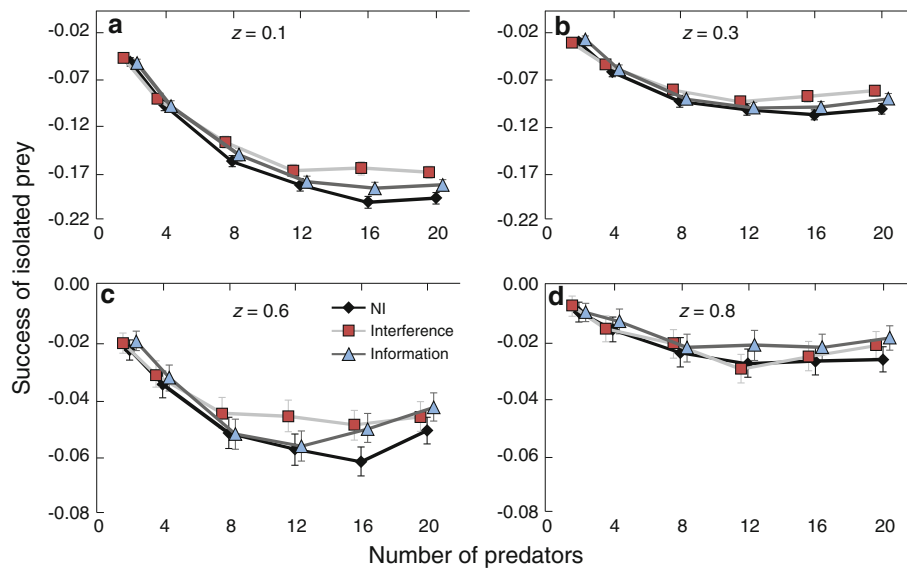 Success of isolated prey
a
z = 0.1
-0.02
-0.07
-0.12
-0.17
-0.22
0 4 8 12 16 20
b
z = 0.3
-0.02
-0.07
-0.12
-0.17
-0.22
0 4 8 12 16 20
c
z = 0.6
NI
Interference
Information
0.00
-0.02
-0.04
-0.06
-0.08
0 4 8 12 16 20
d
z = 0.8
0.00
-0.02
-0.04
-0.06
-0.08
0 4 8 12 16 20
Number of predators